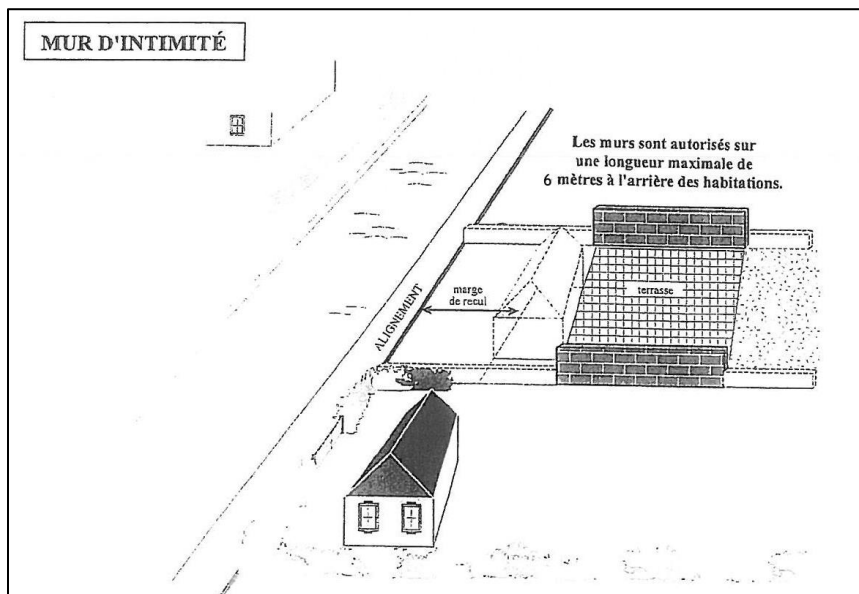 MUR D'INTIMITÉ
Les murs sont autorisés sur
une longueur maximale de
6 mètres à l'arrière des habitations.
ALIGNEMENT
marge
de recul
terrasse